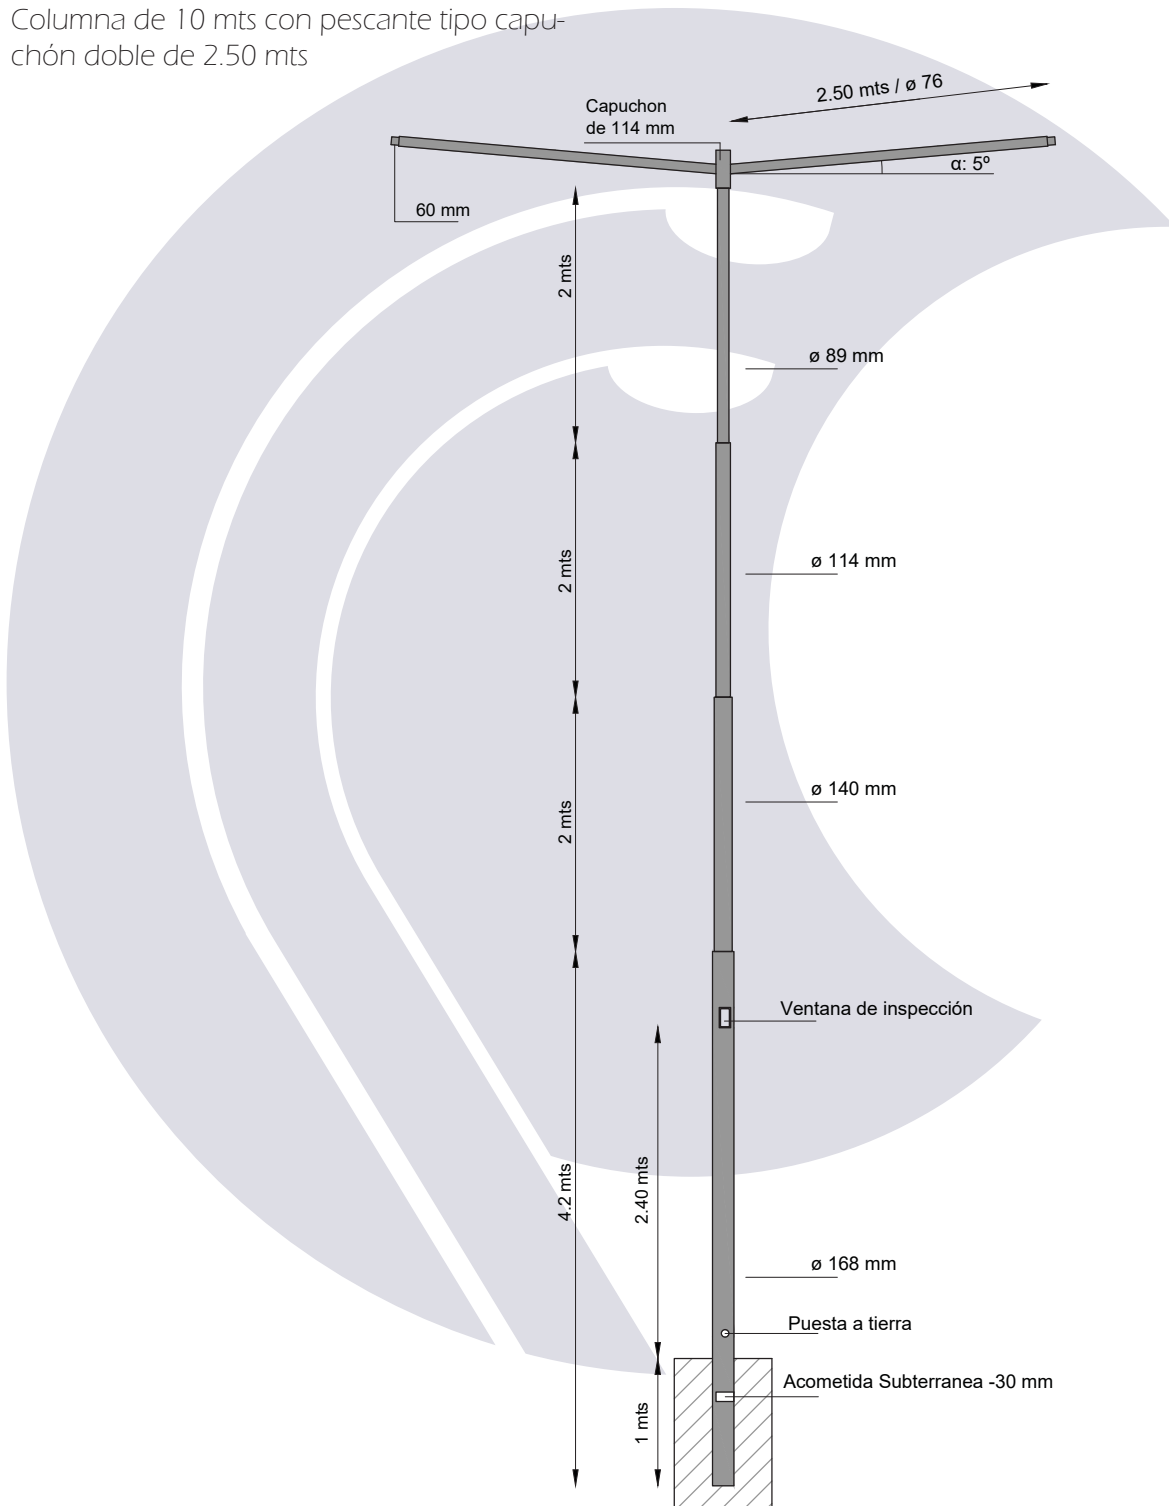 Columna de 10 mts con pescante tipo capu-
chón doble de 2.50 mts
2.50 mts / ø 76
Capuchon
de 114 mm
α: 5º
60 mm
2 mts
ø 89 mm
2 mts
ø 114 mm
2 mts
ø 140 mm
Ventana de inspección
4.2 mts
2.40 mts
ø 168 mm
Puesta a tierra
Acometida Subterranea -30 mm
1 mts